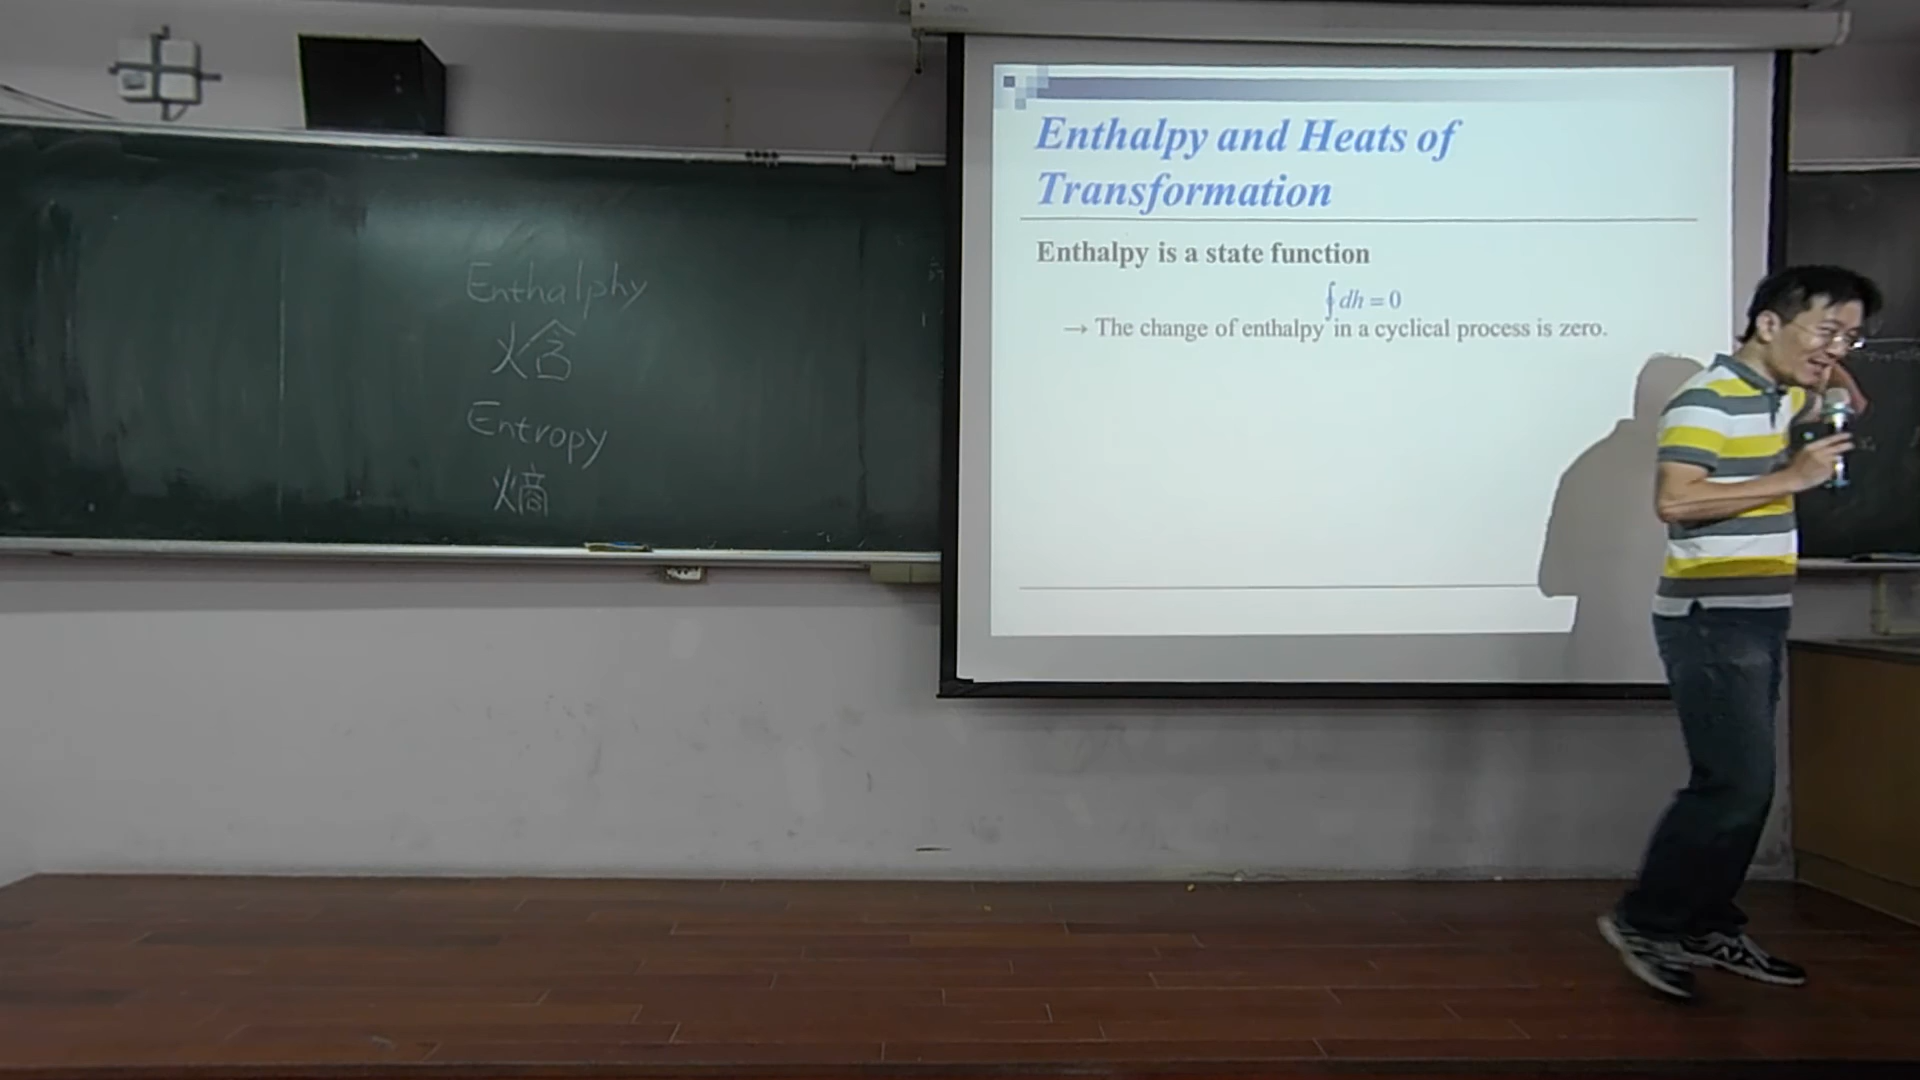 Enthalphy
焓
Entropy
熵
Enthalpy and Heats of
Transformation
Enthalpy is a state function
∮dh = 0
→ The change of enthalpy in a cyclical process is zero.